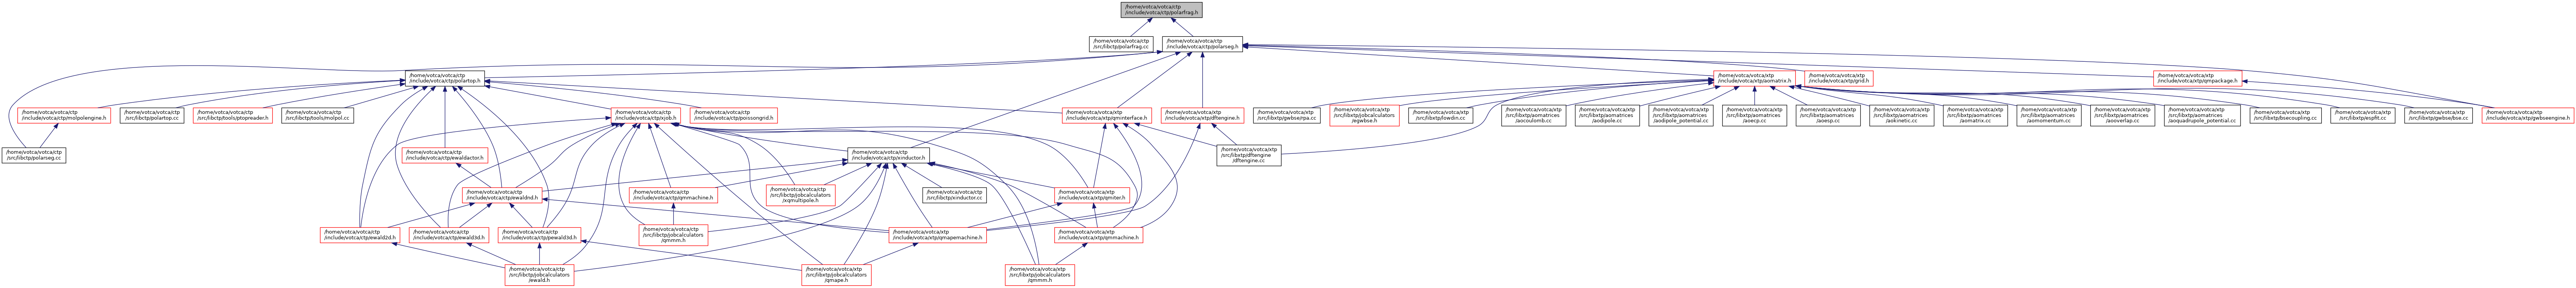 /home/votca/votca/ctp
/include/votca/ctp/polarfrag.h
/home/votca/votca/ctp
/src/libctp/polarfrag.cc
/home/votca/votca/ctp
/include/votca/ctp/polarseg.h
/home/votca/votca/ctp
/include/votca/ctp/polartop.h
/home/votca/votca/xtp
/include/votca/xtp/aomatrix.h
/home/votca/votca/xtp
/include/votca/xtp/grid.h
/home/votca/votca/xtp
/include/votca/xtp/qmpackage.h
/home/votca/votca/ctp
/include/votca/ctp/molpolengine.h
/home/votca/votca/ctp
/src/libctp/polartop.cc
/home/votca/votca/ctp
/src/libctp/tools/ptopreader.h
/home/votca/votca/ctp
/src/libctp/tools/molpol.cc
/home/votca/votca/ctp
/include/votca/ctp/xjob.h
/home/votca/votca/ctp
/include/votca/ctp/poissongrid.h
/home/votca/votca/xtp
/include/votca/xtp/qminterface.h
/home/votca/votca/xtp
/include/votca/xtp/dftengine.h
/home/votca/votca/xtp
/src/libxtp/gwbse/rpa.cc
/home/votca/votca/xtp
/src/libxtp/jobcalculators
/egwbse.h
/home/votca/votca/xtp
/src/libxtp/lowdin.cc
/home/votca/votca/xtp
/src/libxtp/aomatrices
/aocoulomb.cc
/home/votca/votca/xtp
/src/libxtp/aomatrices
/aodipole.cc
/home/votca/votca/xtp
/src/libxtp/aomatrices
/aodipole_potential.cc
/home/votca/votca/xtp
/src/libxtp/aomatrices
/aoecp.cc
/home/votca/votca/xtp
/src/libxtp/aomatrices
/aoesp.cc
/home/votca/votca/xtp
/src/libxtp/aomatrices
/aokinetic.cc
/home/votca/votca/xtp
/src/libxtp/aomatrices
/aomatrix.cc
/home/votca/votca/xtp
/src/libxtp/aomatrices
/aomomentum.cc
/home/votca/votca/xtp
/src/libxtp/aomatrices
/aooverlap.cc
/home/votca/votca/xtp
/src/libxtp/aomatrices
/aoquadrupole_potential.cc
/home/votca/votca/xtp
/src/libxtp/bsecoupling.cc
/home/votca/votca/xtp
/src/libxtp/espfit.cc
/home/votca/votca/xtp
/src/libxtp/gwbse/bse.cc
/home/votca/votca/xtp
/include/votca/xtp/gwbseengine.h
/home/votca/votca/ctp
/src/libctp/polarseg.cc
/home/votca/votca/ctp
/include/votca/ctp/ewaldactor.h
/home/votca/votca/ctp
/include/votca/ctp/xinductor.h
/home/votca/votca/xtp
/src/libxtp/dftengine
/dftengine.cc
/home/votca/votca/ctp
/include/votca/ctp/ewaldnd.h
/home/votca/votca/ctp
/include/votca/ctp/qmmachine.h
/home/votca/votca/ctp
/src/libctp/jobcalculators
/xqmultipole.h
/home/votca/votca/ctp
/src/libctp/xinductor.cc
/home/votca/votca/xtp
/include/votca/xtp/qmiter.h
/home/votca/votca/ctp
/include/votca/ctp/ewald2d.h
/home/votca/votca/ctp
/include/votca/ctp/ewald3d.h
/home/votca/votca/ctp
/include/votca/ctp/pewald3d.h
/home/votca/votca/ctp
/src/libctp/jobcalculators
/qmmm.h
/home/votca/votca/xtp
/include/votca/xtp/qmapemachine.h
/home/votca/votca/xtp
/include/votca/xtp/qmmachine.h
/home/votca/votca/ctp
/src/libctp/jobcalculators
/ewald.h
/home/votca/votca/xtp
/src/libxtp/jobcalculators
/qmape.h
/home/votca/votca/xtp
/src/libxtp/jobcalculators
/qmmm.h